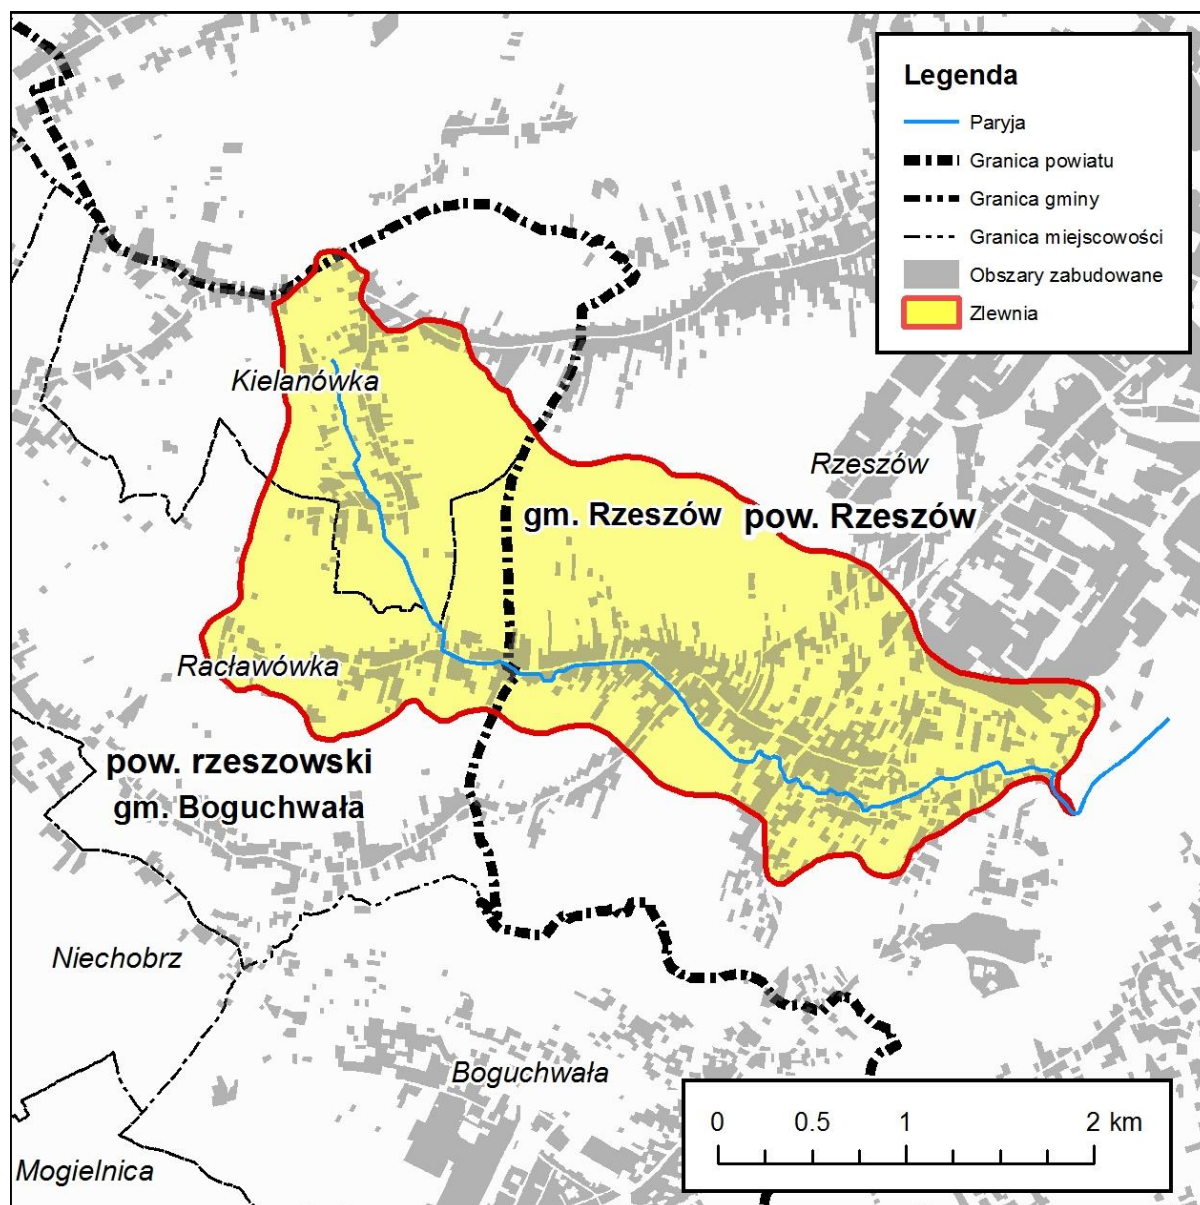 Legenda
Paryja
Granica powiatu
Granica gminy
Granica miejscowości
Obszary zabudowane
Zlewnia
Kielanówka
Rzeszów
gm. Rzeszów pow. Rzeszów
Racławówka
pow. rzeszowski
gm. Boguchwała
Niechobrz
Boguchwała
Mogielnica
0 0.5 1 2 km